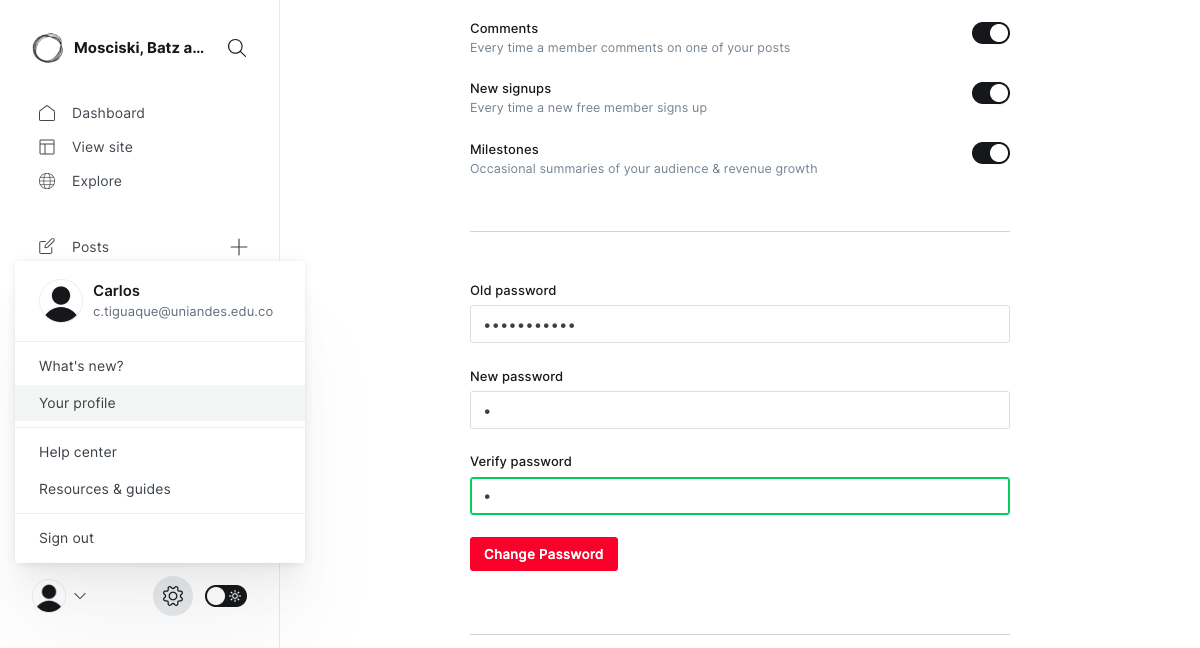 Mosciski, Batz a...
Dashboard
View site
Explore
Posts
Carlos
c.tiguaque@uniandes.edu.co
What's new?
Your profile
Help center
Resources & guides
Sign out
Comments
Every time a member comments on one of your posts
New signups
Every time a new free member signs up
Milestones
Occasional summaries of your audience & revenue growth
Old password
•••••••••••
New password
•
Verify password
•
Change Password